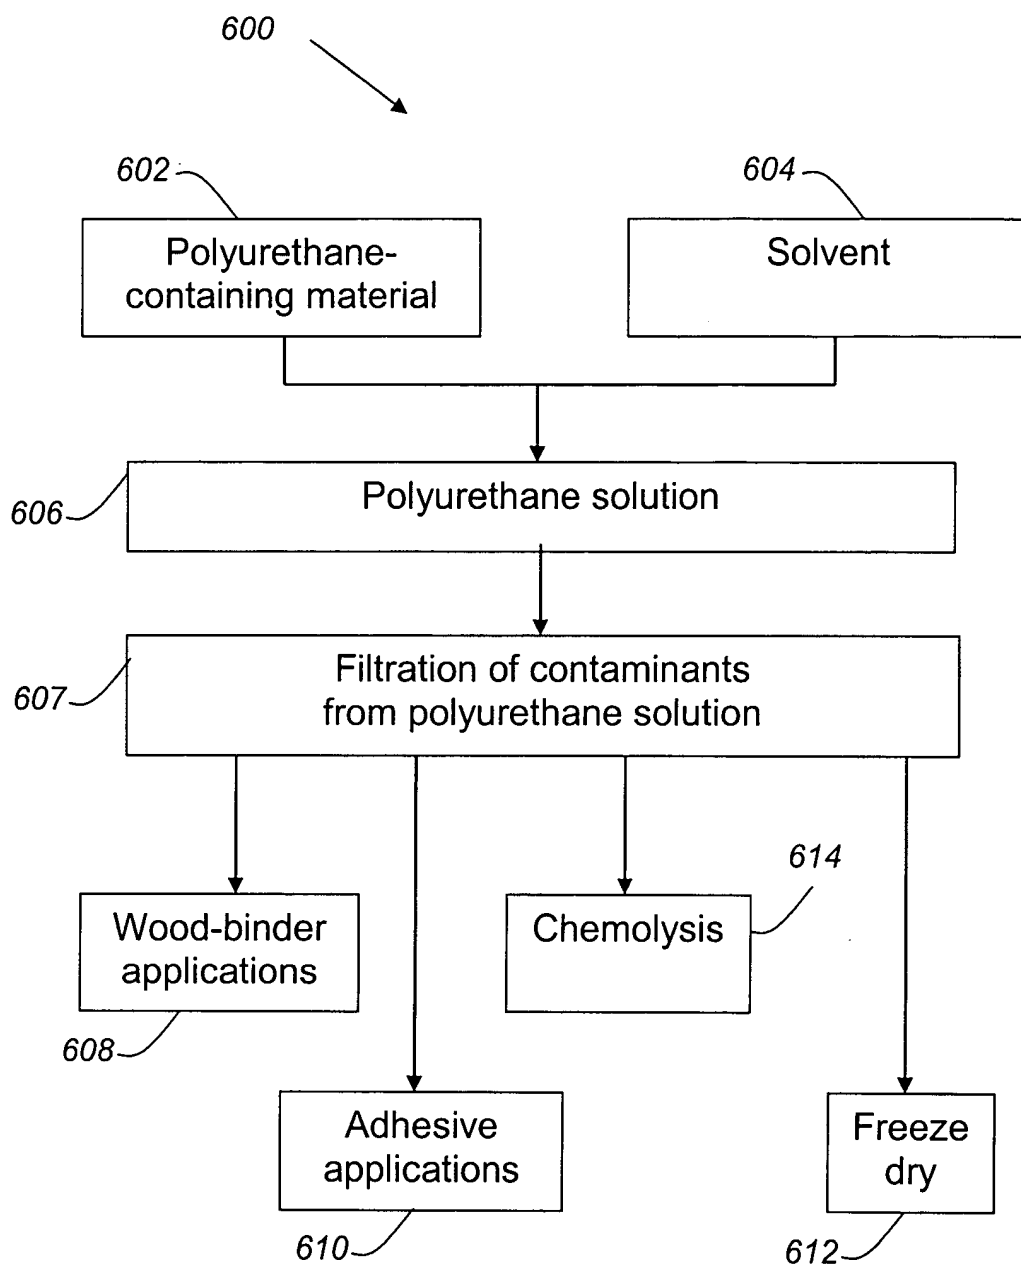 600
602
604
Polyurethane-
containing material
Solvent
606
Polyurethane solution
607
Filtration of contaminants
from polyurethane solution
614
Wood-binder
applications
Chemolysis
608
Adhesive
applications
Freeze
dry
610
612